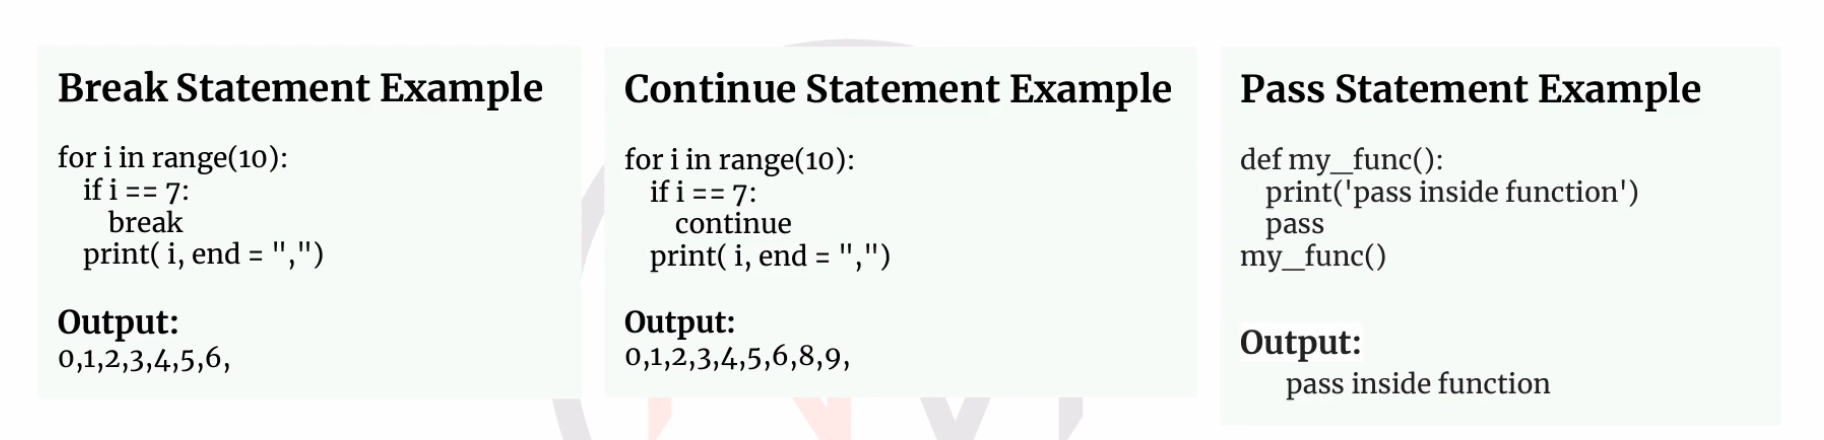 Break Statement Example
for i in range(10):
    if i == 7:
        break
    print( i, end = ",")
Output:
0,1,2,3,4,5,6,
Continue Statement Example
for i in range(10):
    if i == 7:
        continue
    print( i, end = ",")
Output:
0,1,2,3,4,5,6,8,9,
Pass Statement Example
def my_func():
    print('pass inside function')
    pass
my_func()
Output:
    pass inside function